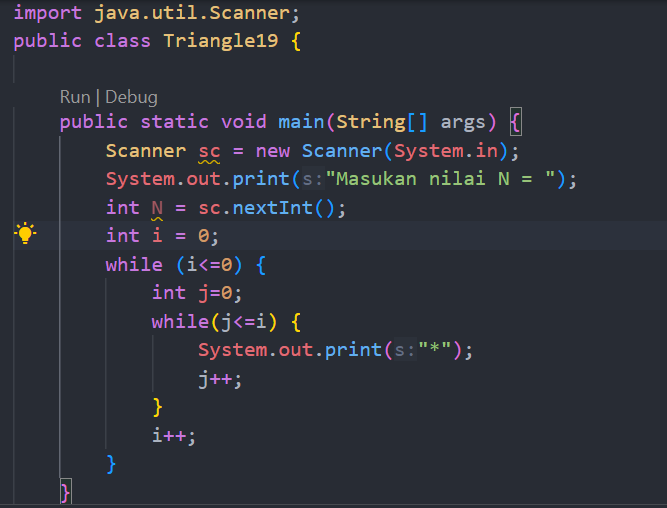 import java.util.Scanner;
public class Triangle19 {
Run | Debug
public static void main(String[] args) {
Scanner sc = new Scanner(System.in);
System.out.print(s:"Masukan nilai N = ");
int N = sc.nextInt();
int i = 0;
while (i<=0) {
int j=0;
while(j<=i) {
System.out.print(s:"*");
j++;
}
i++;
}
}